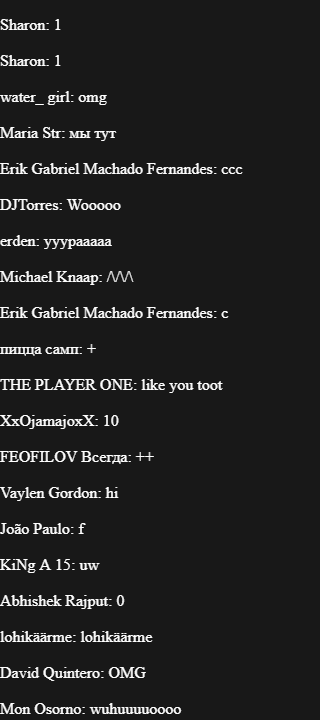 Sharon: 1
Sharon: 1
water_ girl: omg
Maria Str: мы тут
Erik Gabriel Machado Fernandes: ccc
DJTorres: Wooooo
erden: yyypaaaaa
Michael Knaap: /\/\/\
Erik Gabriel Machado Fernandes: c
пицца самп: +
THE PLAYER ONE: like you toot
XxOjamajoxX: 10
FEOFILOV Всегда: ++
Vaylen Gordon: hi
João Paulo: f
KiNg A 15: uw
Abhishek Rajput: 0
lohikäärme: lohikäärme
David Quintero: OMG
Mon Osorno: wuhuuuuoooo